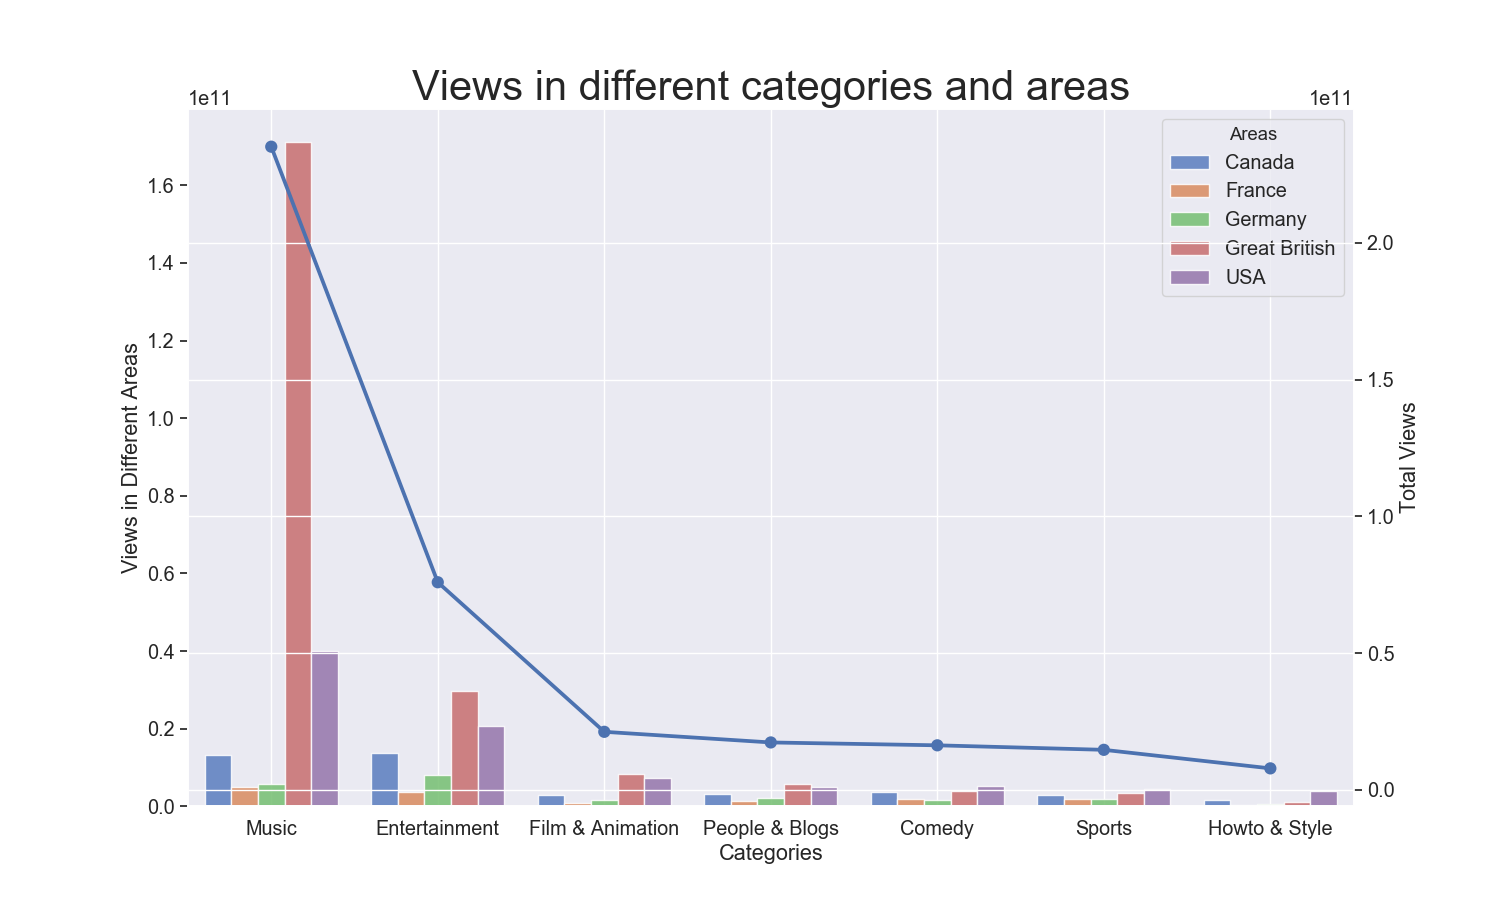 Views in different categories and areas
1e11
1e11
Areas
Canada
France
Germany
Great British
USA
1.6
1.4
1.2
1.0
0.8
0.6
0.4
0.2
0.0
Views in Different Areas
2.0
1.5
1.0
0.5
0.0
Total Views
Music Entertainment Film & Animation People & Blogs Comedy Sports Howto & Style
Categories